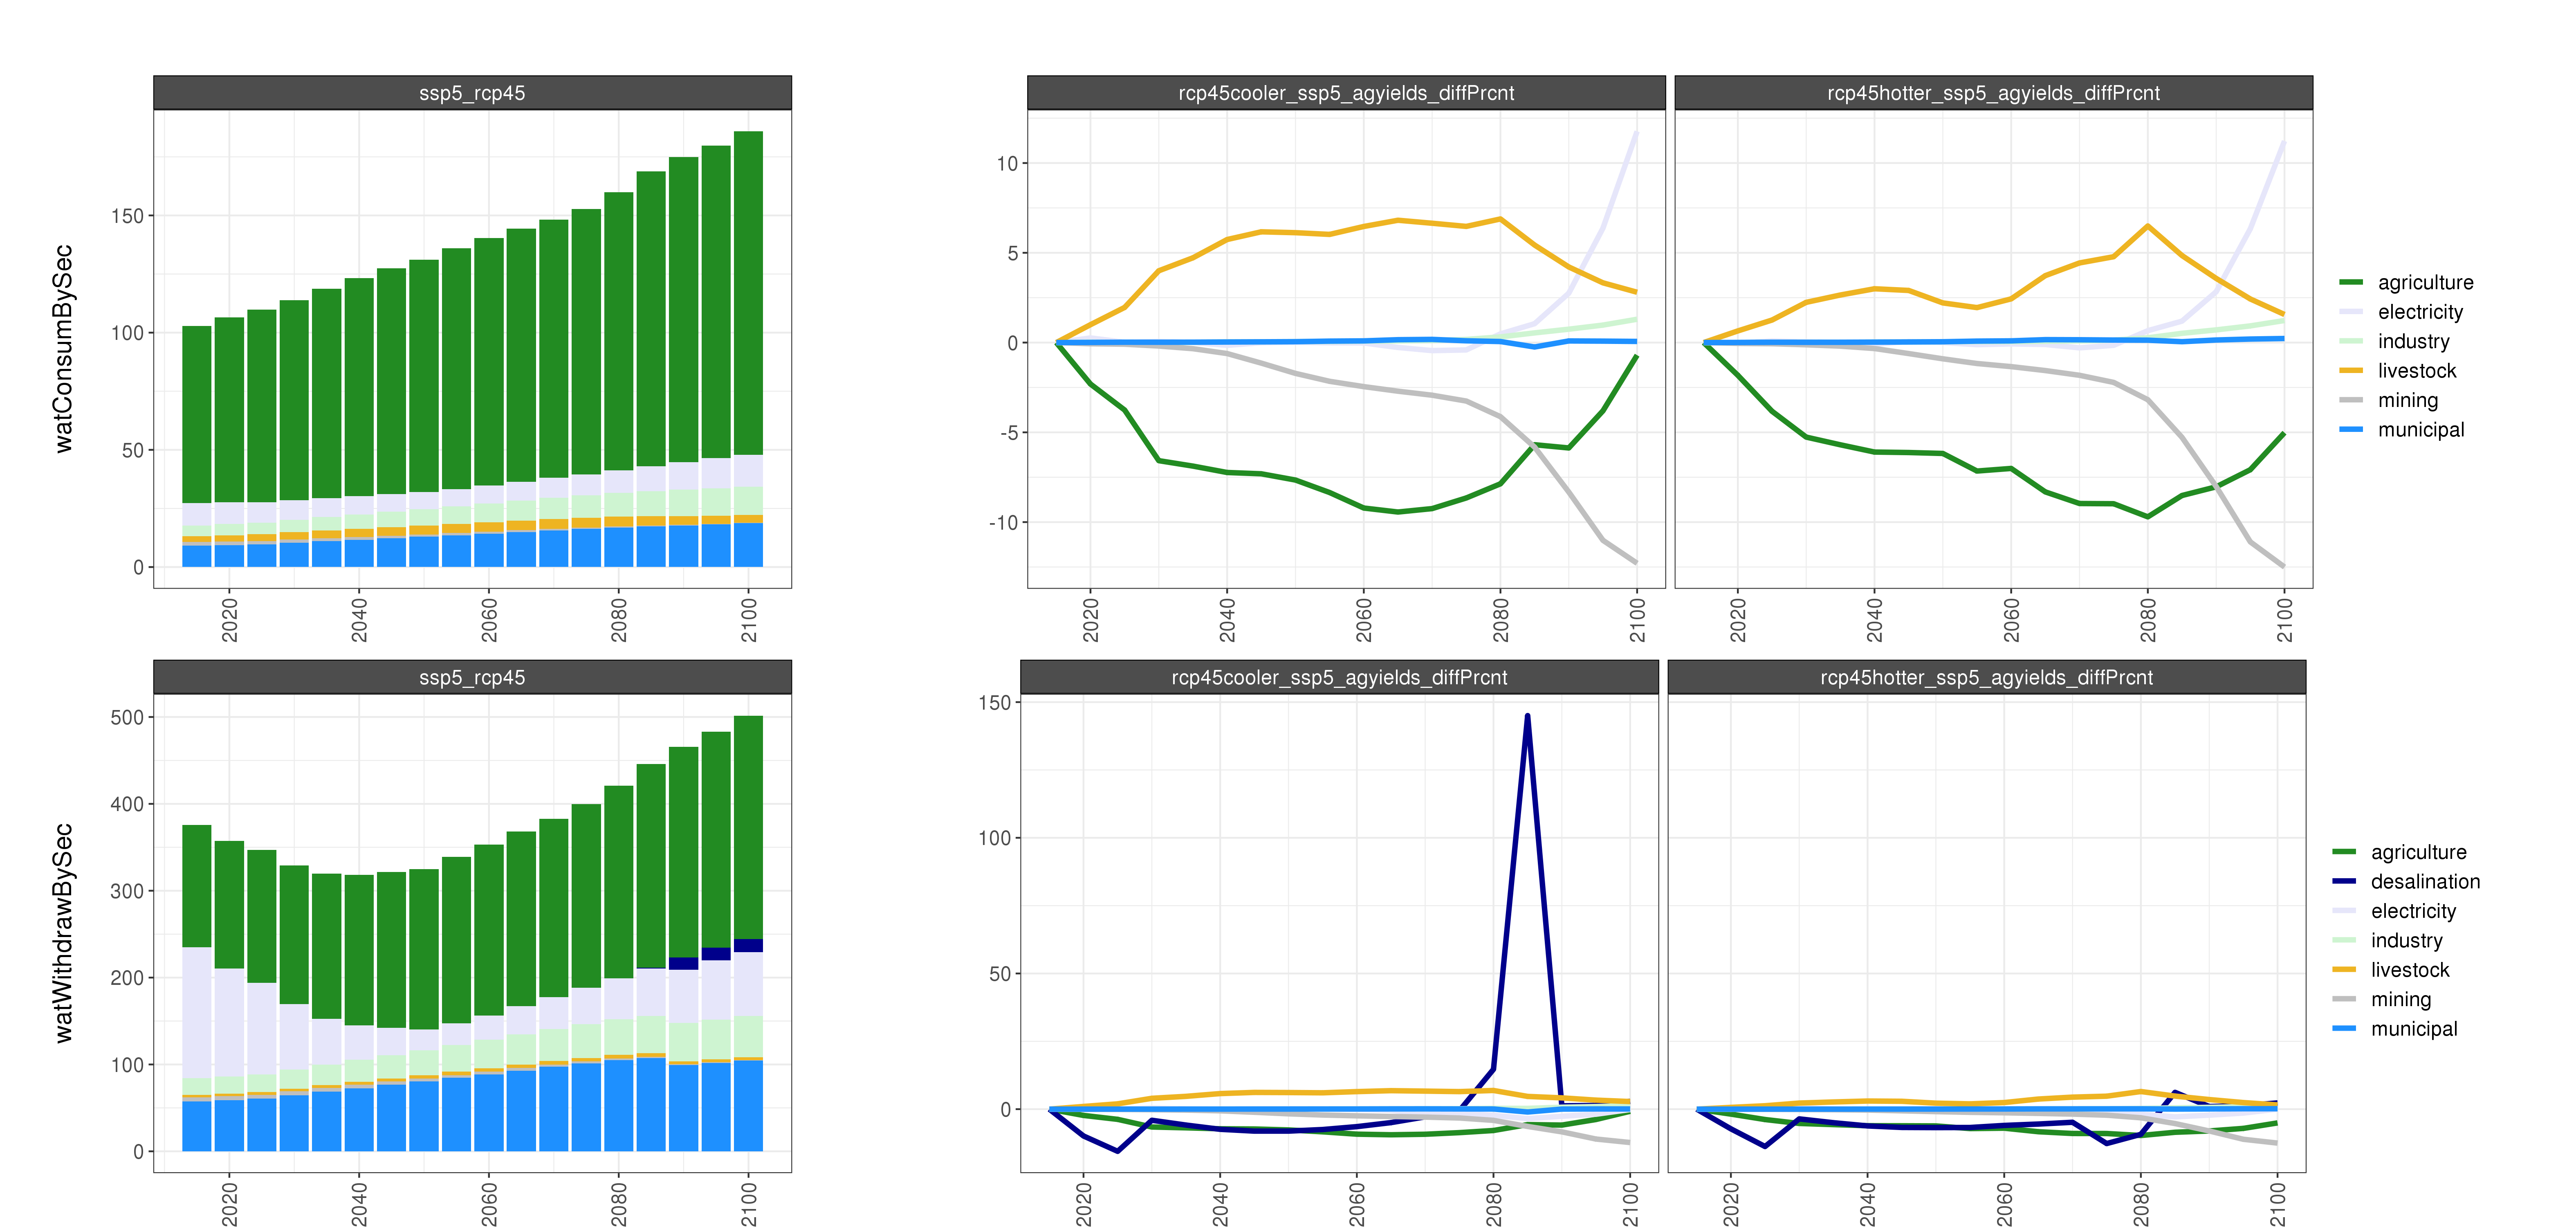 ssp5_rcp45
rcp45cooler_ssp5_agyields_diffPrcnt
rcp45hotter_ssp5_agyields_diffPrcnt
watConsumBySec
150
100
50
0
10
5
0
-5
-10
2020
2040
2060
2080
2100
2020
2040
2060
2080
2100
2020
2040
2060
2080
2100
agriculture
electricity
industry
livestock
mining
municipal
ssp5_rcp45
rcp45cooler_ssp5_agyields_diffPrcnt
rcp45hotter_ssp5_agyields_diffPrcnt
watWithdrawBySec
500
400
300
200
100
0
150
100
50
0
2020
2040
2060
2080
2100
2020
2040
2060
2080
2100
2020
2040
2060
2080
2100
agriculture
desalination
electricity
industry
livestock
mining
municipal